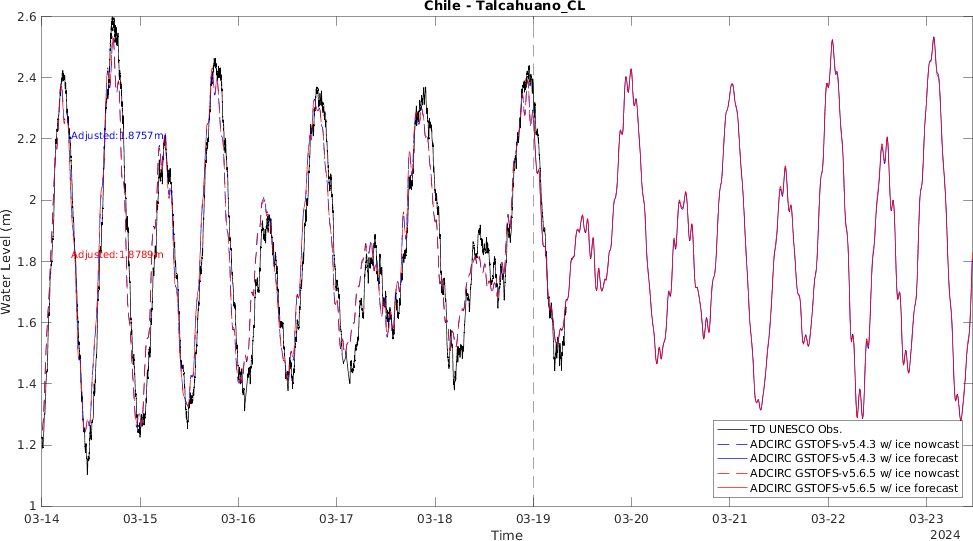 Chile - Talcahuano_CL
2.6
2.4
2.2
2
1.8
1.6
1.4
1.2
1
Water Level (m)
Adjusted:1.8757m
Adjusted:1.8789m
TD UNESCO Obs.
ADCIRC GSTOFS-v5.4.3 w/ ice nowcast
ADCIRC GSTOFS-v5.4.3 w/ ice forecast
ADCIRC GSTOFS-v5.6.5 w/ ice nowcast
ADCIRC GSTOFS-v5.6.5 w/ ice forecast
03-14 03-15 03-16 03-17 03-18 03-19 03-20 03-21 03-22 03-23
Time
2024